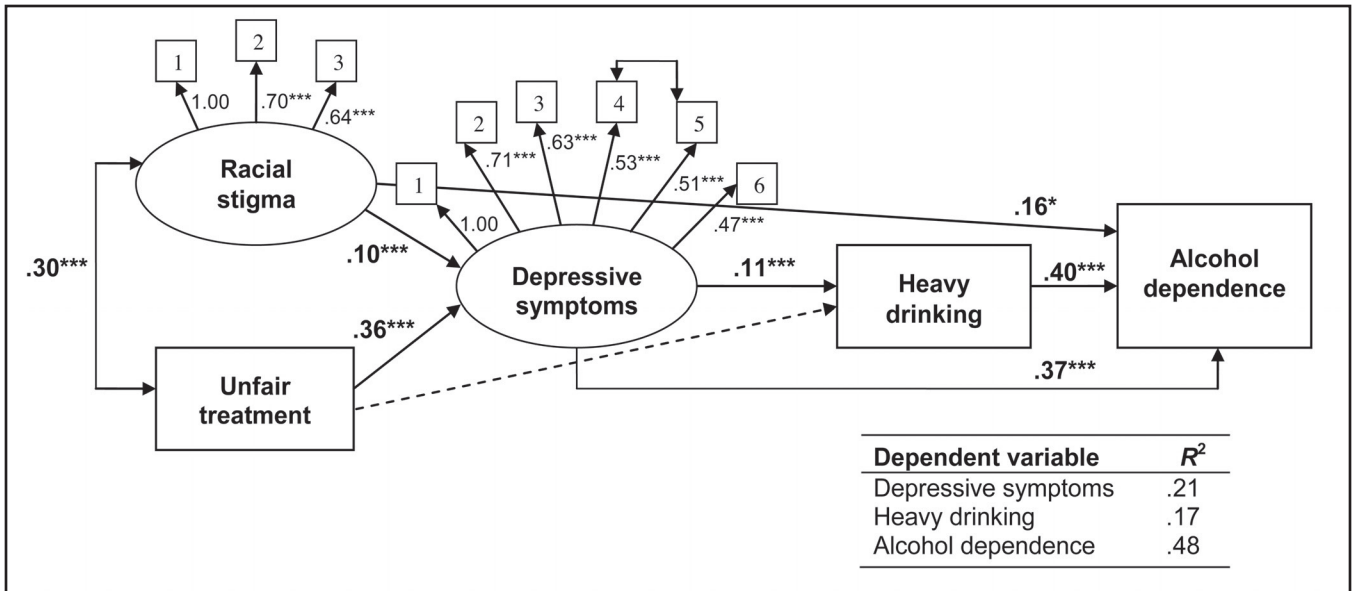 1
2
3
1.00
.70***
.64***
Racial
stigma
1
2
3
4
5
6
1.00
.71***
.63***
.53***
.51***
.47***
.16*
.30***
.10***
Depressive
symptoms
.11***
Heavy
drinking
.40***
Alcohol
dependence
.36***
Unfair
treatment
.37***
Dependent variable R²
Depressive symptoms .21
Heavy drinking .17
Alcohol dependence .48